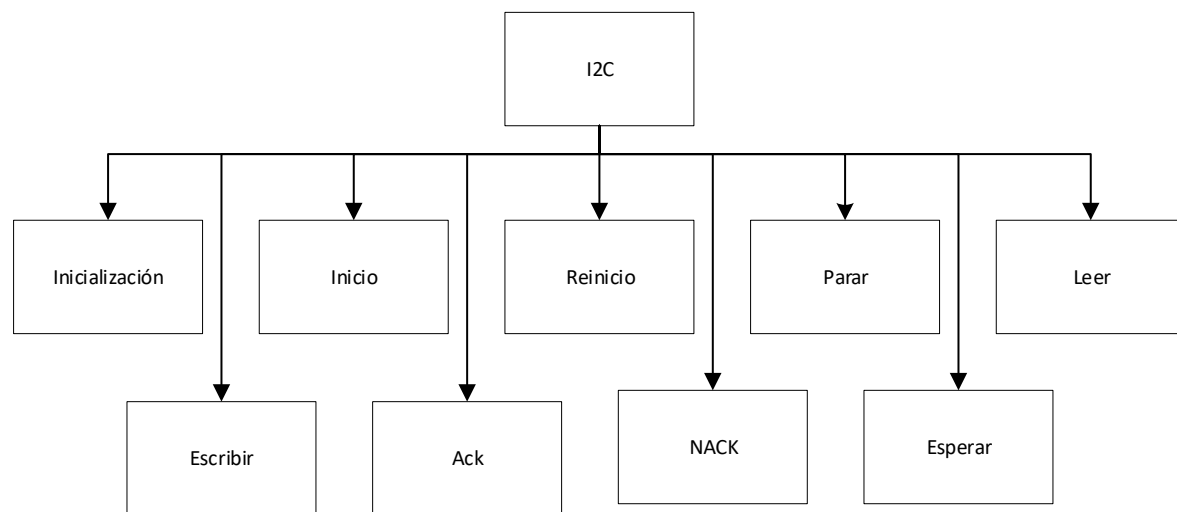 I2C
Inicialización
Inicio
Reinicio
Parar
Leer
Escribir
Ack
NACK
Esperar